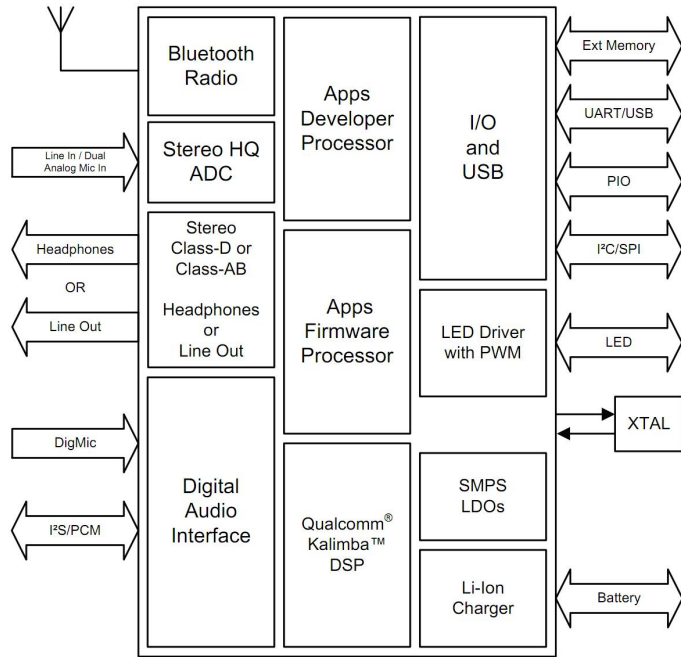 Bluetooth
Radio
Stereo HQ
ADC
Stereo
Class-D or
Class-AB
Headphones
or
Line Out
Digital
Audio
Interface
Apps
Developer
Processor
Apps
Firmware
Processor
Qualcomm®
Kalimba™
DSP
I/O
and
USB
LED Driver
with PWM
SMPS
LDOs
Li-Ion
Charger
Line In / Dual
Analog Mic In
Headphones
OR
Line Out
DigMic
I²S/PCM
Ext Memory
UART/USB
PIO
I²C/SPI
LED
XTAL
Battery